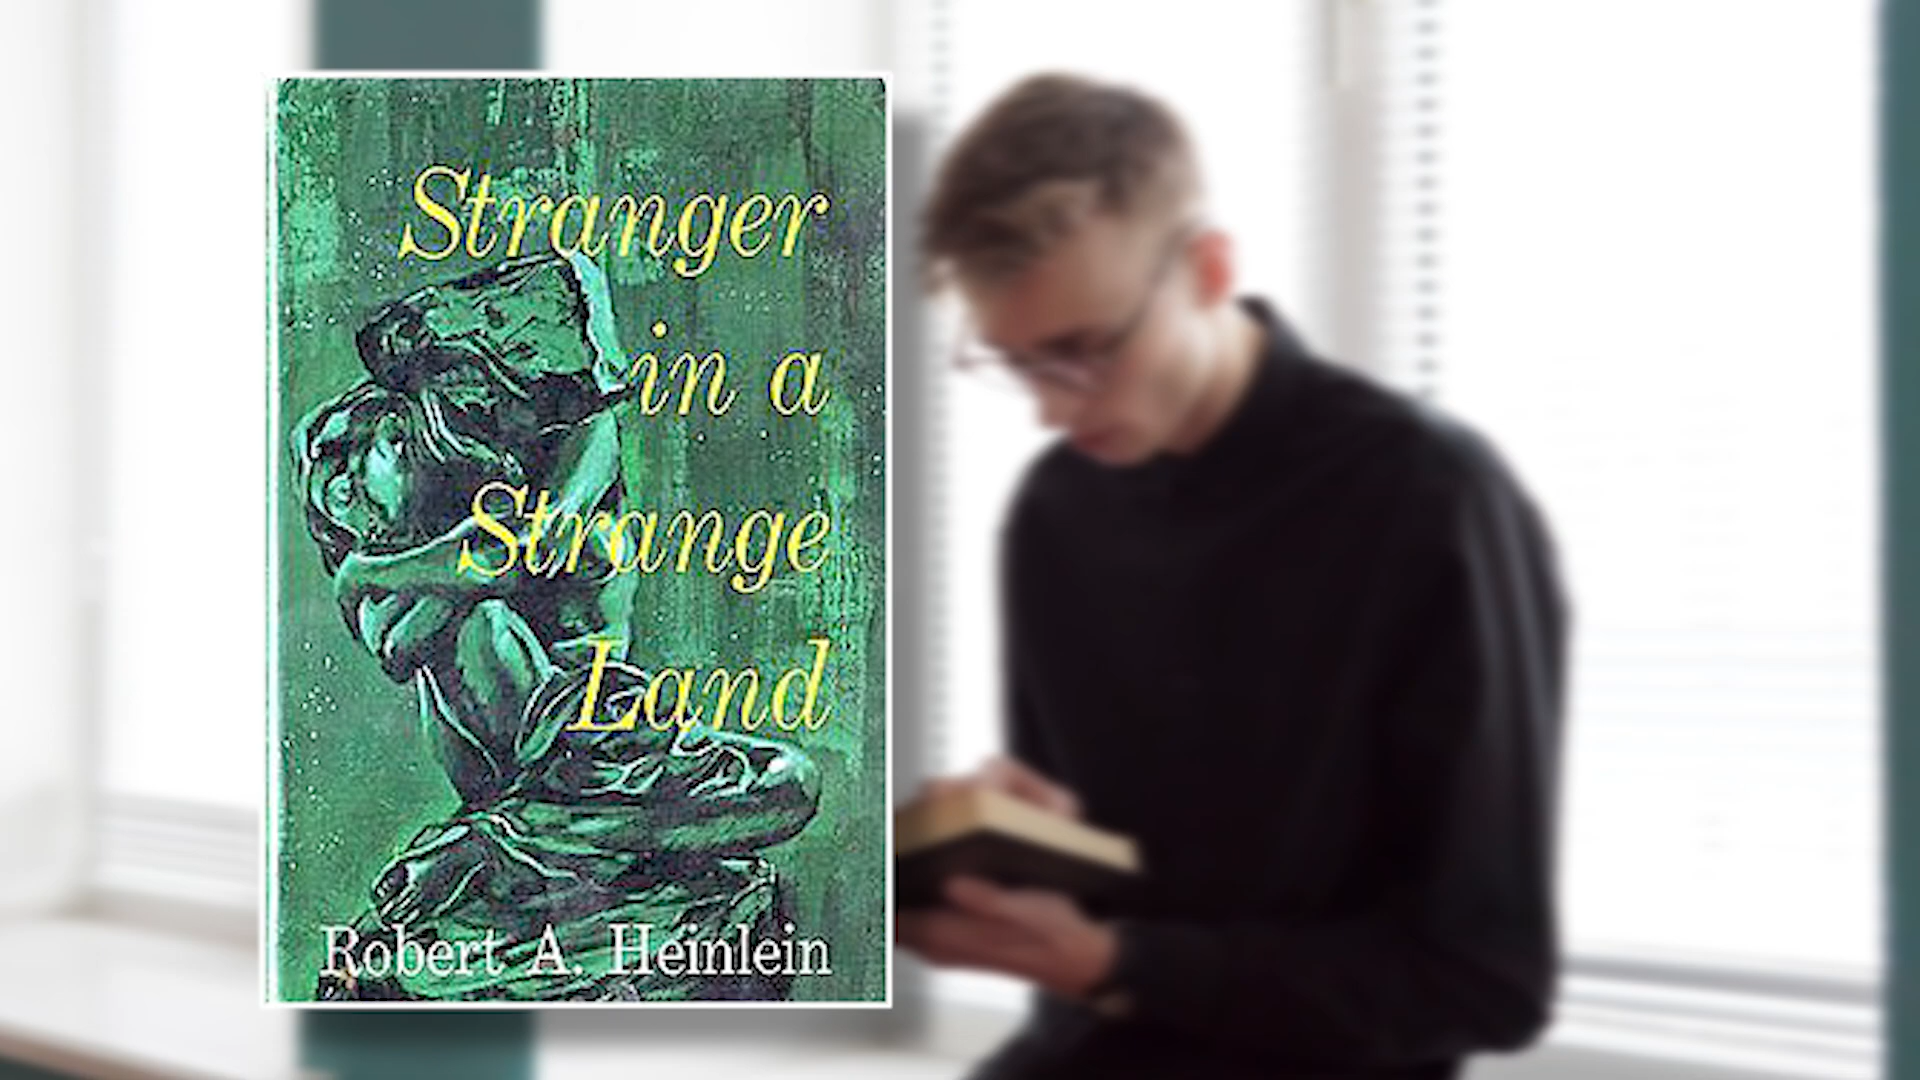 Stranger
in a
Strange
Land
Robert A. Heinlein